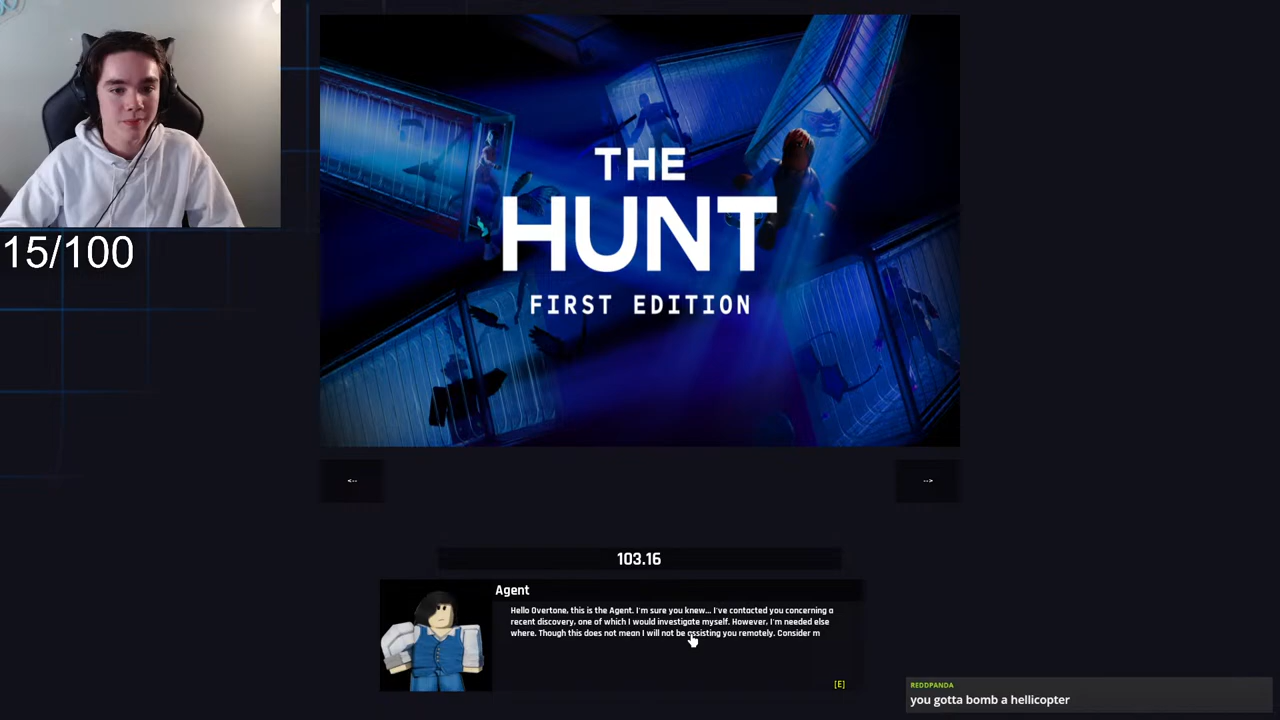 THE
HUNT
FIRST EDITION
15/100
<--
-->
103.16
Agent
Hello Overtone, this is the Agent. I'm sure you knew... I've contacted you concerning a
recent discovery, one of which I would investigate myself. However, I'm needed else
where. Though this does not mean I will not be assisting you remotely. Consider m
[E]
REDDPANDA
you gotta bomb a hellicopter